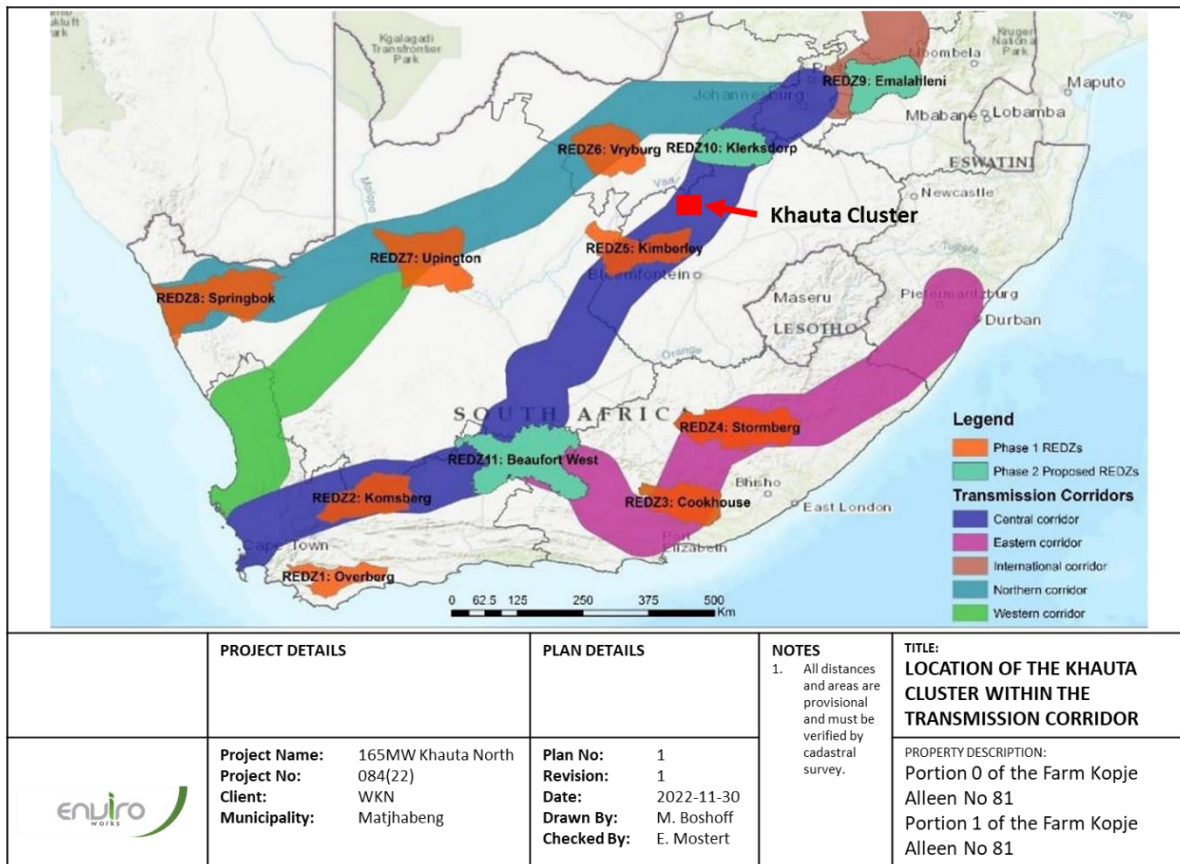 Kgalagadi
Transfrontier
Park
Kruger
National
Park
Mbombela
REDZ9: Emalahleni
Maputo
Johannesburg
Mbabane
Lobamba
REDZ6: Vryburg
REDZ10: Klerksdorp
ESWATINI
Molopo
Vaal
Newcastle
Khauta Cluster
REDZ7: Upington
REDZ5: Kimberley
Bloemfontein
REDZ8: Springbok
Maseru
Pietermaritzburg
LESOTHO
Durban
Orange
SOUTH AFRICA
REDZ4: Stormberg
REDZ11: Beaufort West
Bhisho
REDZ2: Komsberg
REDZ3: Cookhouse
East London
Cape Town
Port
Elizabeth
REDZ1: Overberg
Legend
Phase 1 REDZs
Phase 2 Proposed REDZs
Transmission Corridors
Central corridor
Eastern corridor
International corridor
Northern corridor
Western corridor
0 62.5 125 250 375 500
Km
PROJECT DETAILS
PLAN DETAILS
NOTES
1. All distances
and areas are
provisional
and must be
verified by
cadastral
survey.
TITLE:
LOCATION OF THE KHAUTA
CLUSTER WITHIN THE
TRANSMISSION CORRIDOR
enviro
works
Project Name: 165MW Khauta North
Project No: 084(22)
Client: WKN
Municipality: Matjhabeng
Plan No: 1
Revision: 1
Date: 2022-11-30
Drawn By: M. Boshoff
Checked By: E. Mostert
PROPERTY DESCRIPTION:
Portion 0 of the Farm Kopje
Alleen No 81
Portion 1 of the Farm Kopje
Alleen No 81